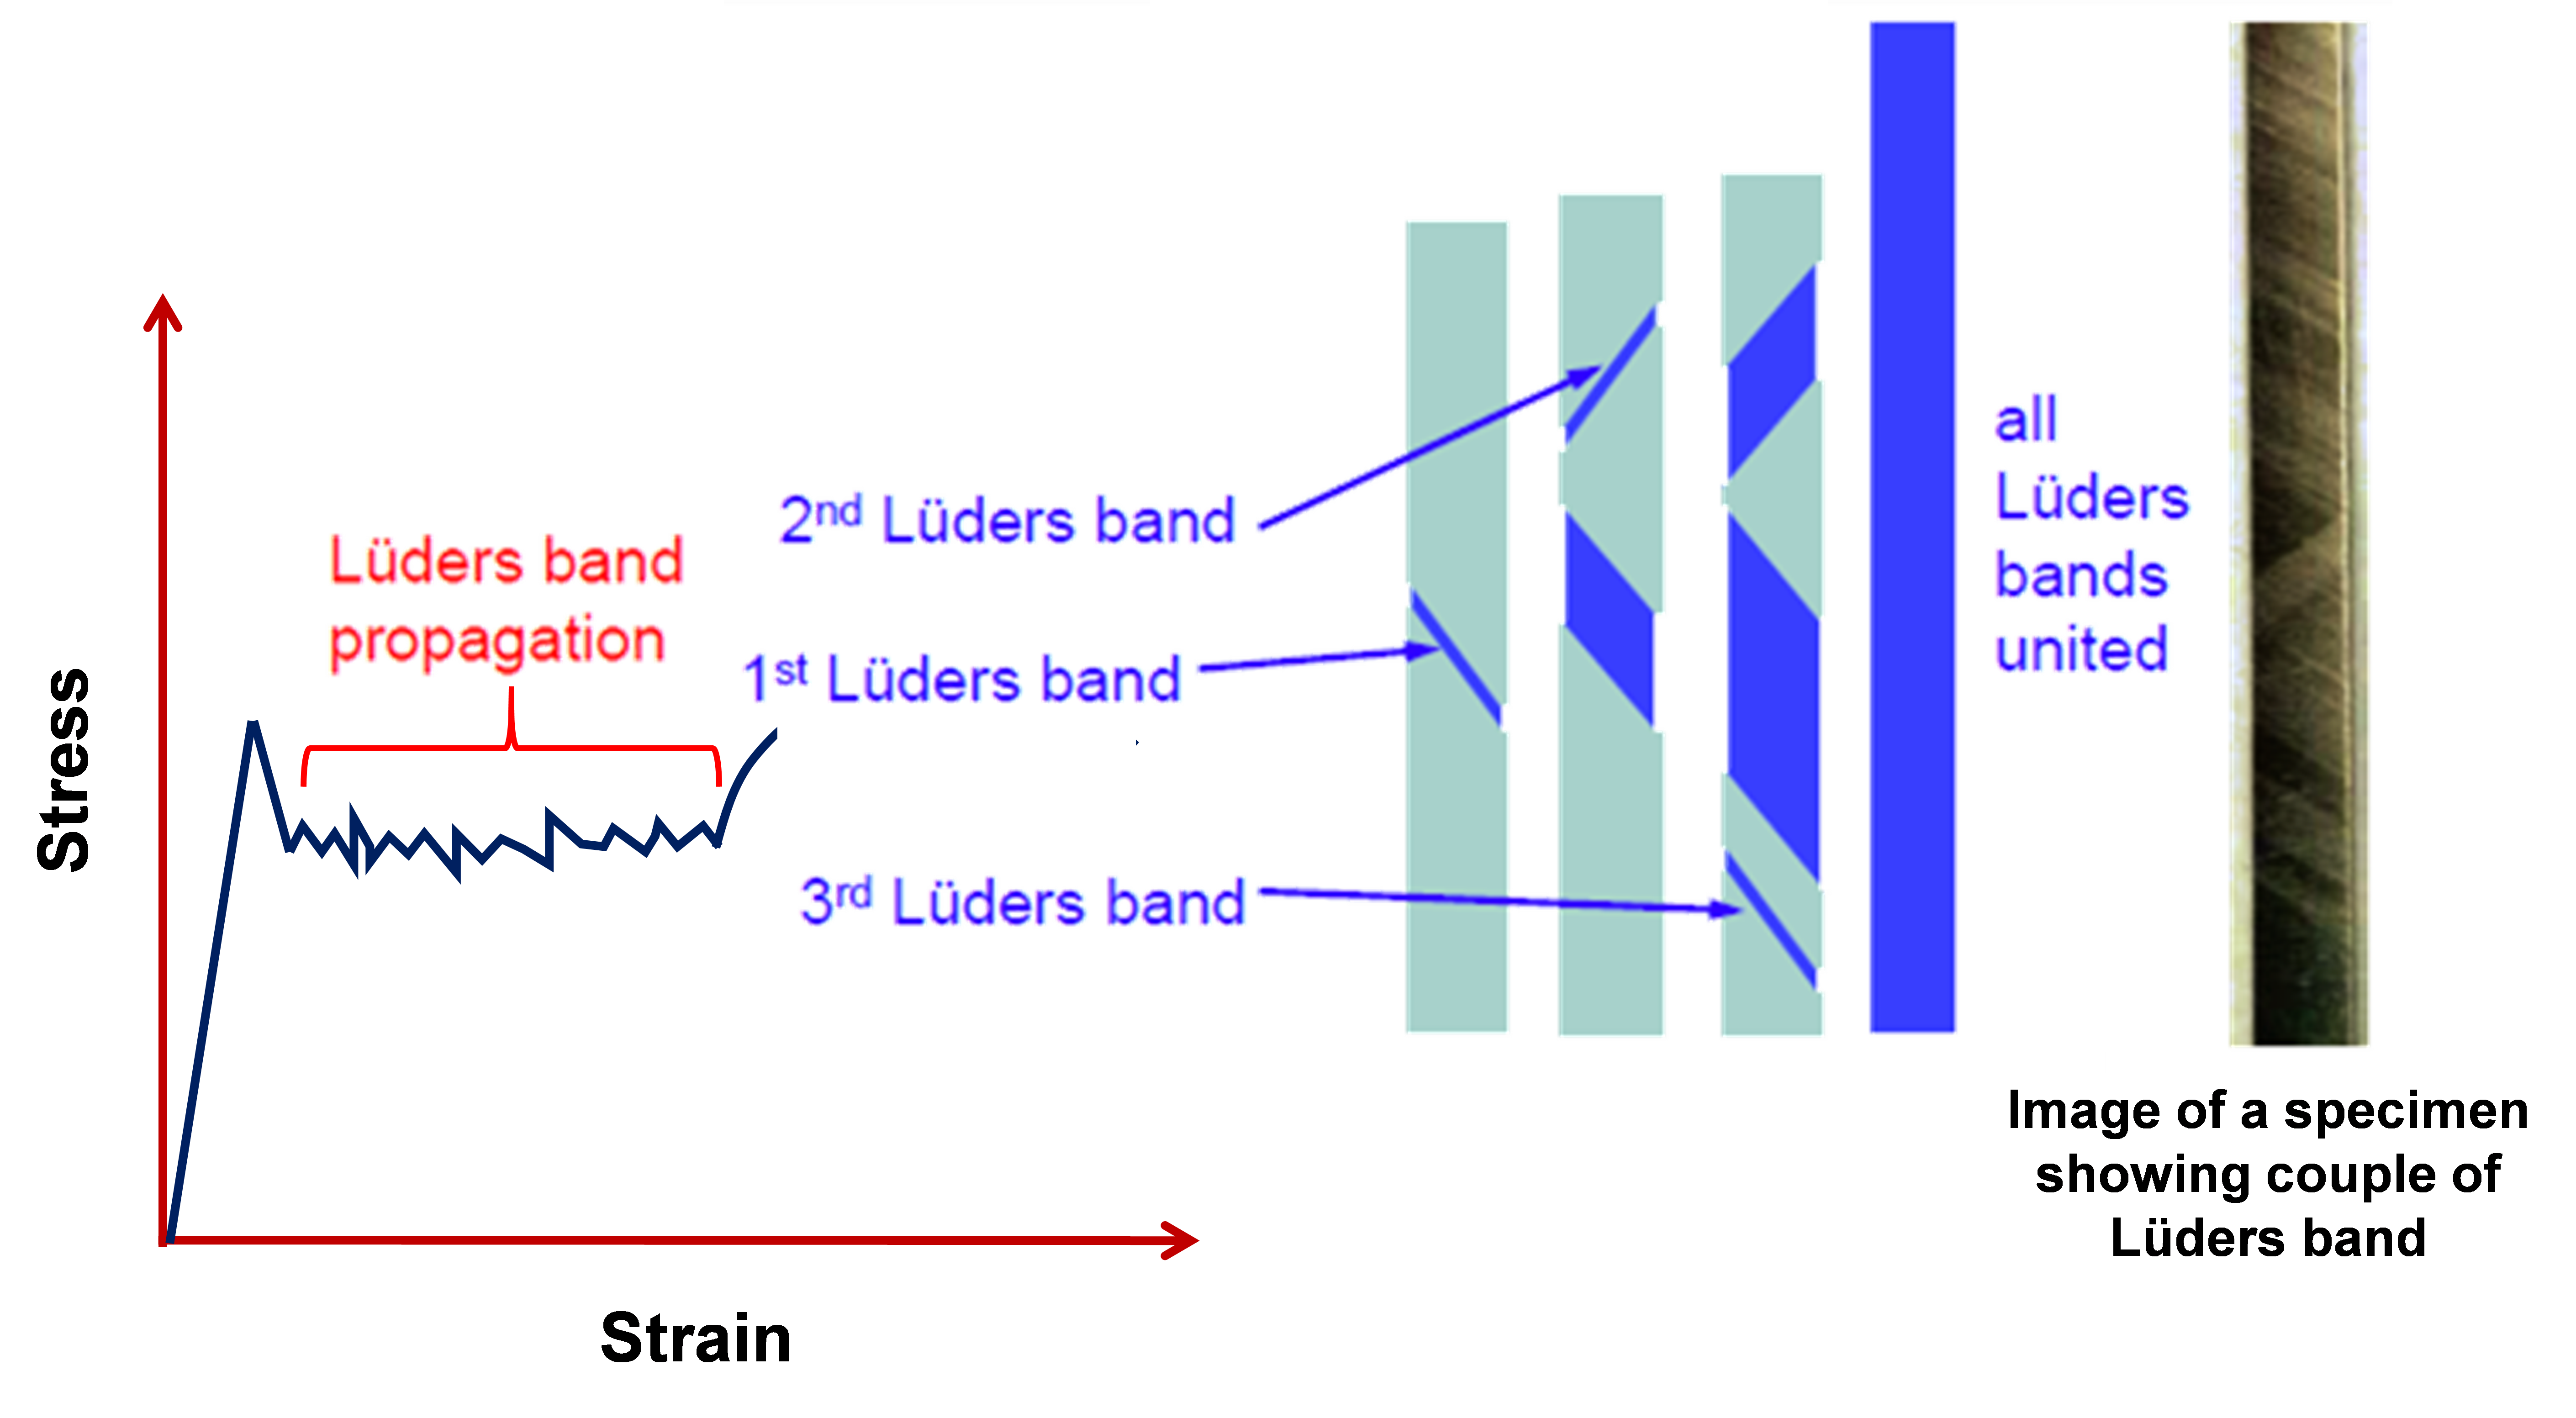 Lüders band
propagation
Stress
Strain
2nd Lüders band
1st Lüders band
3rd Lüders band
all
Lüders
bands
united
Image of a specimen
showing couple of
Lüders band